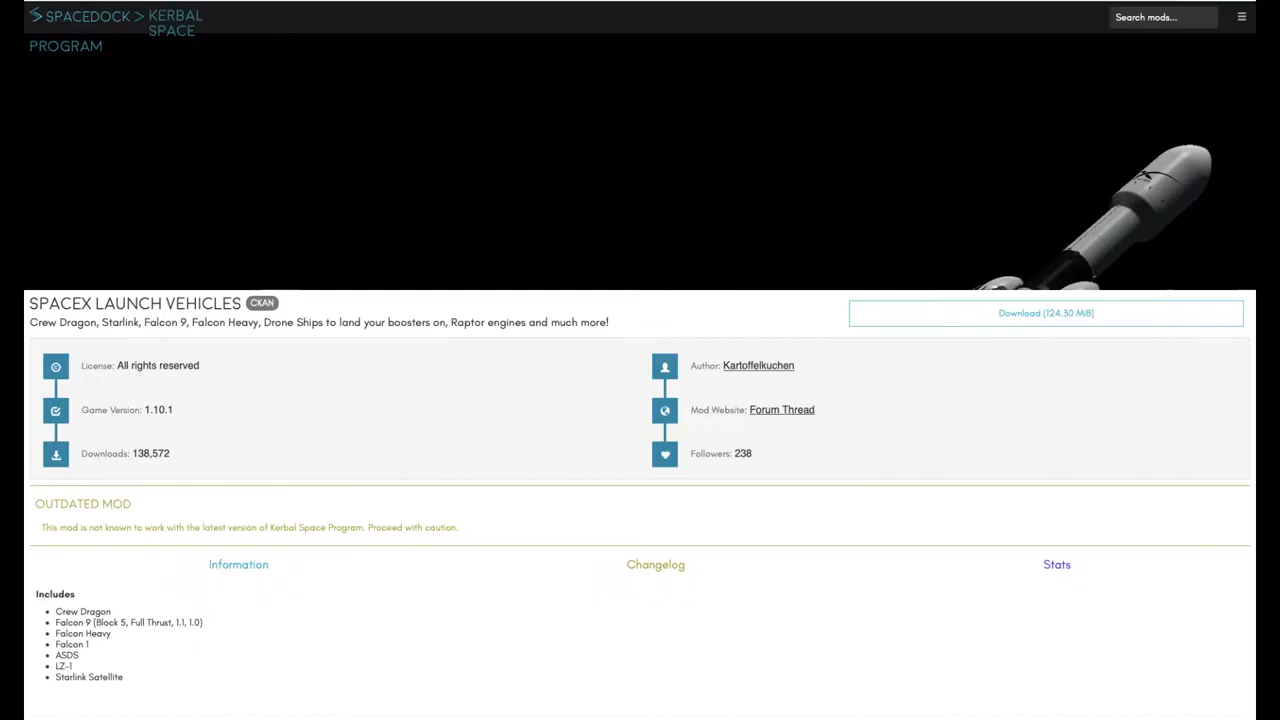 SPACEDOCK > KERBAL SPACE PROGRAM
Search mods...
SPACEX LAUNCH VEHICLES CKAN
Crew Dragon, Starlink, Falcon 9, Falcon Heavy, Drone Ships to land your boosters on, Raptor engines and much more!
Download (124.30 MiB)
License: All rights reserved
Author: Kartoffelkuchen
Game Version: 1.10.1
Mod Website: Forum Thread
Downloads: 138,572
Followers: 238
OUTDATED MOD
This mod is not known to work with the latest version of Kerbal Space Program. Proceed with caution.
Information
Changelog
Stats
Includes
Crew Dragon
Falcon 9 (Block 5, Full Thrust, 1.1, 1.0)
Falcon Heavy
Falcon 1
ASDS
LZ-1
Starlink Satellite